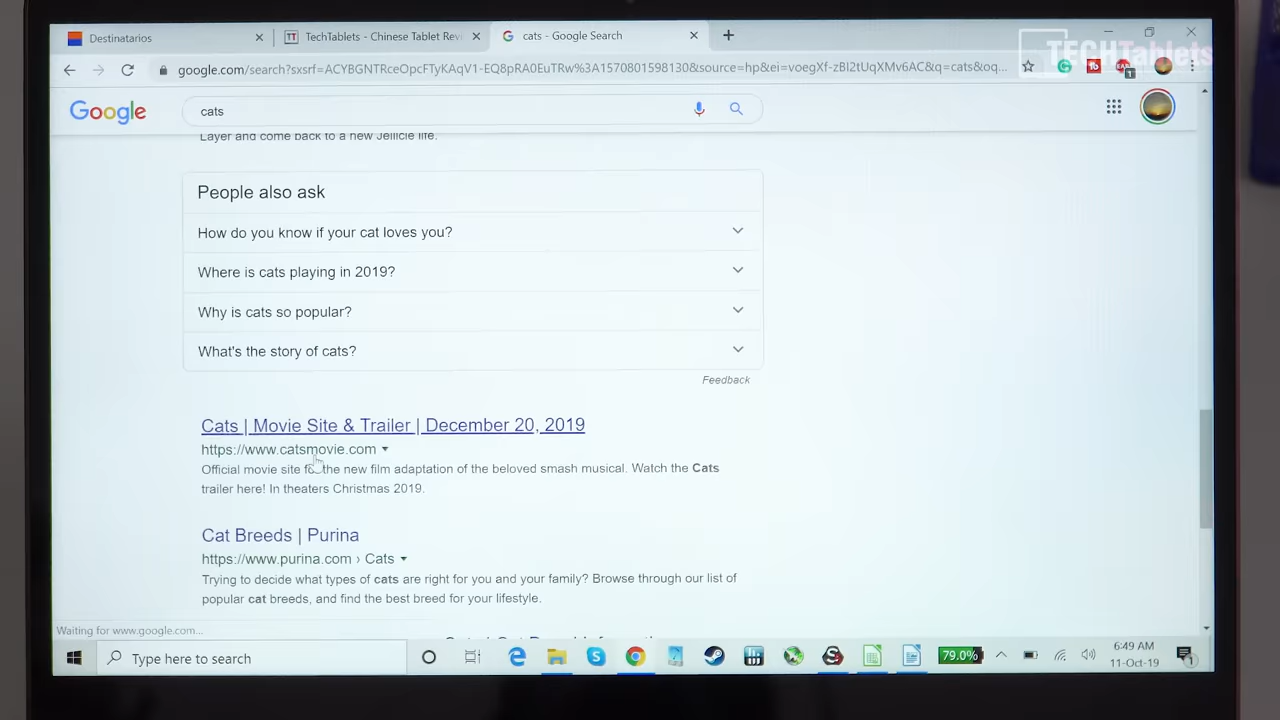 Destinatarios
TechTablets - Chinese Tablet Rev
cats - Google Search
TECHTablets
google.com/search?sxsrf=ACYBGNTRreOpcFTyKAqV1-EQ8pRA0EuTRw%3A1570801598130&source=hp&ei=voegXf-zBI2tUqXMv6AC&q=cats&oq...
Google
cats
Layer and come back to a new Jellicle life.
People also ask
How do you know if your cat loves you?
Where is cats playing in 2019?
Why is cats so popular?
What's the story of cats?
Feedback
Cats | Movie Site & Trailer | December 20, 2019
https://www.catsmovie.com
Official movie site for the new film adaptation of the beloved smash musical. Watch the Cats
trailer here! In theaters Christmas 2019.
Cat Breeds | Purina
https://www.purina.com › Cats
Trying to decide what types of cats are right for you and your family? Browse through our list of
popular cat breeds, and find the best breed for your lifestyle.
Waiting for www.google.com...
Type here to search
79.0%
6:49 AM
11-Oct-19